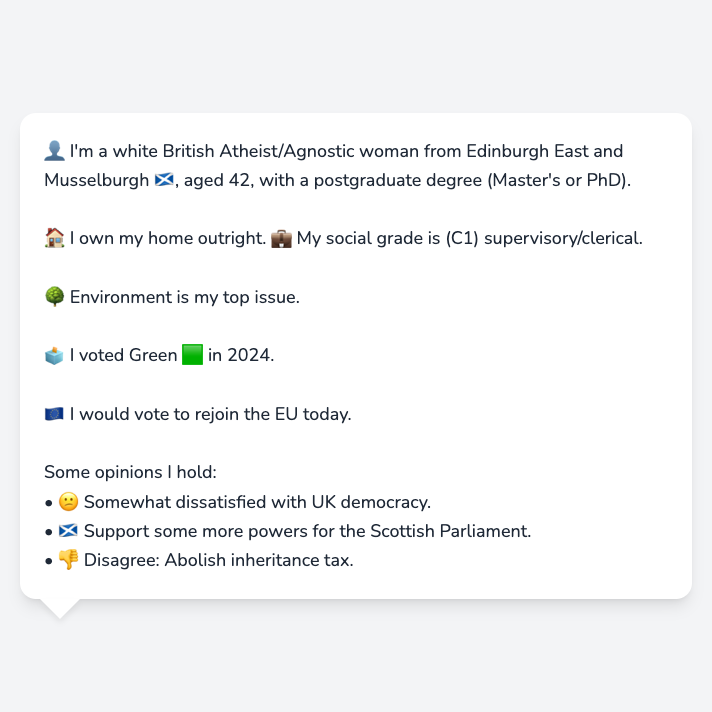 👤 I'm a white British Atheist/Agnostic woman from Edinburgh East and
Musselburgh 🏴󠁧󠁢󠁳󠁣󠁴󠁿, aged 42, with a postgraduate degree (Master's or PhD).
🏠 I own my home outright. 💼 My social grade is (C1) supervisory/clerical.
🌳 Environment is my top issue.
🗳️ I voted Green 🟩 in 2024.
🇪🇺 I would vote to rejoin the EU today.
Some opinions I hold:
• 🙁 Somewhat dissatisfied with UK democracy.
• 🏴󠁧󠁢󠁳󠁣󠁴󠁿 Support some more powers for the Scottish Parliament.
• 👎 Disagree: Abolish inheritance tax.